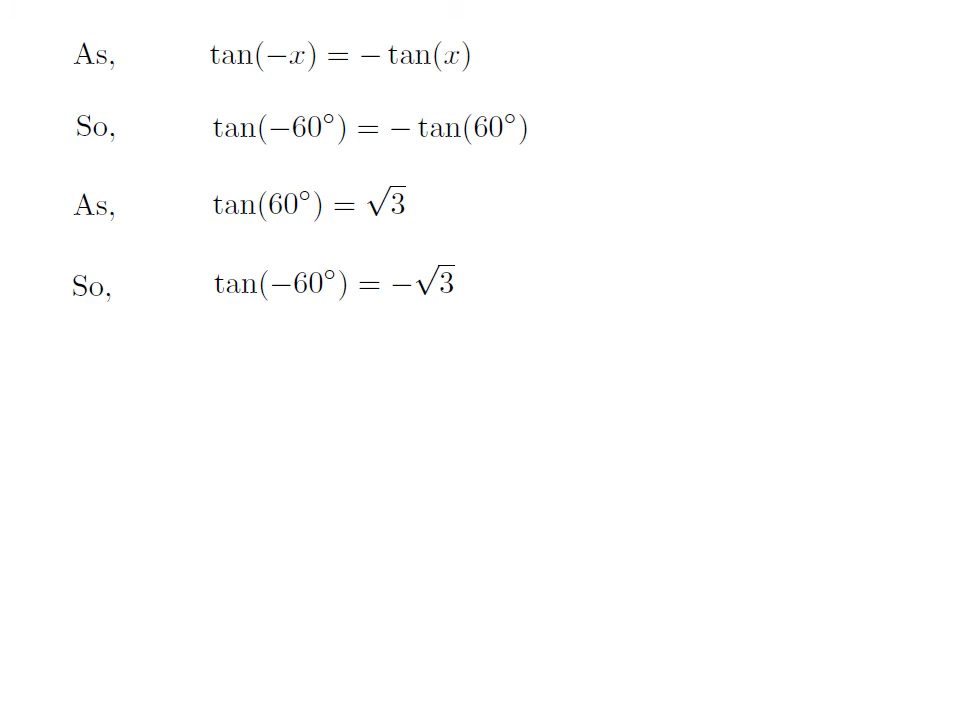 As, tan(−x) = − tan(x)
So, tan(−60°) = − tan(60°)
As, tan(60°) = √3
So, tan(−60°) = −√3